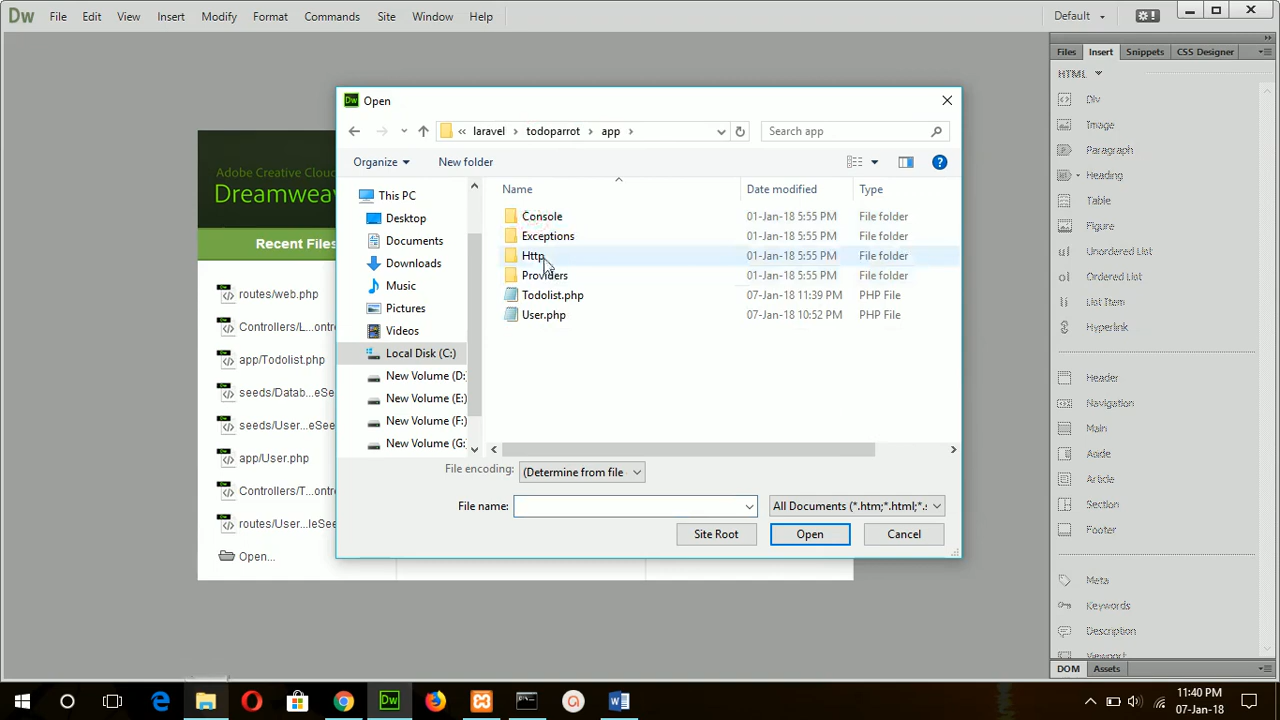 Dw File Edit View Insert Modify Format Commands Site Window Help Default
Files Insert Snippets CSS Designer
HTML
Div
Image
Paragraph
Heading
Table
Figure
Unordered List
Ordered List
List Item
Hyperlink
Header
Navigation
Main
Aside
Article
Section
Footer
Meta
Keywords
Description
Viewport
DOM Assets
Adobe Creative Cloud
Dreamweav
Recent Files
routes/web.php
Controllers/L...ontr
app/Todolist.php
seeds/Datab...eSe
seeds/User...eSee
app/User.php
Controllers/T...ontr
routes/User...leSe
Open...
Dw Open
« laravel › todoparrot › app ›
Search app
Organize New folder
This PC
Desktop
Documents
Downloads
Music
Pictures
Videos
Local Disk (C:)
New Volume (D:
New Volume (E:)
New Volume (F:)
New Volume (G:
Name Date modified Type
Console 01-Jan-18 5:55 PM File folder
Exceptions 01-Jan-18 5:55 PM File folder
Http 01-Jan-18 5:55 PM File folder
Providers 01-Jan-18 5:55 PM File folder
Todolist.php 07-Jan-18 11:39 PM PHP File
User.php 07-Jan-18 10:52 PM PHP File
File encoding: (Determine from file
File name: All Documents (*.htm;*.html;*.
Site Root Open Cancel
Dw
11:40 PM
07-Jan-18